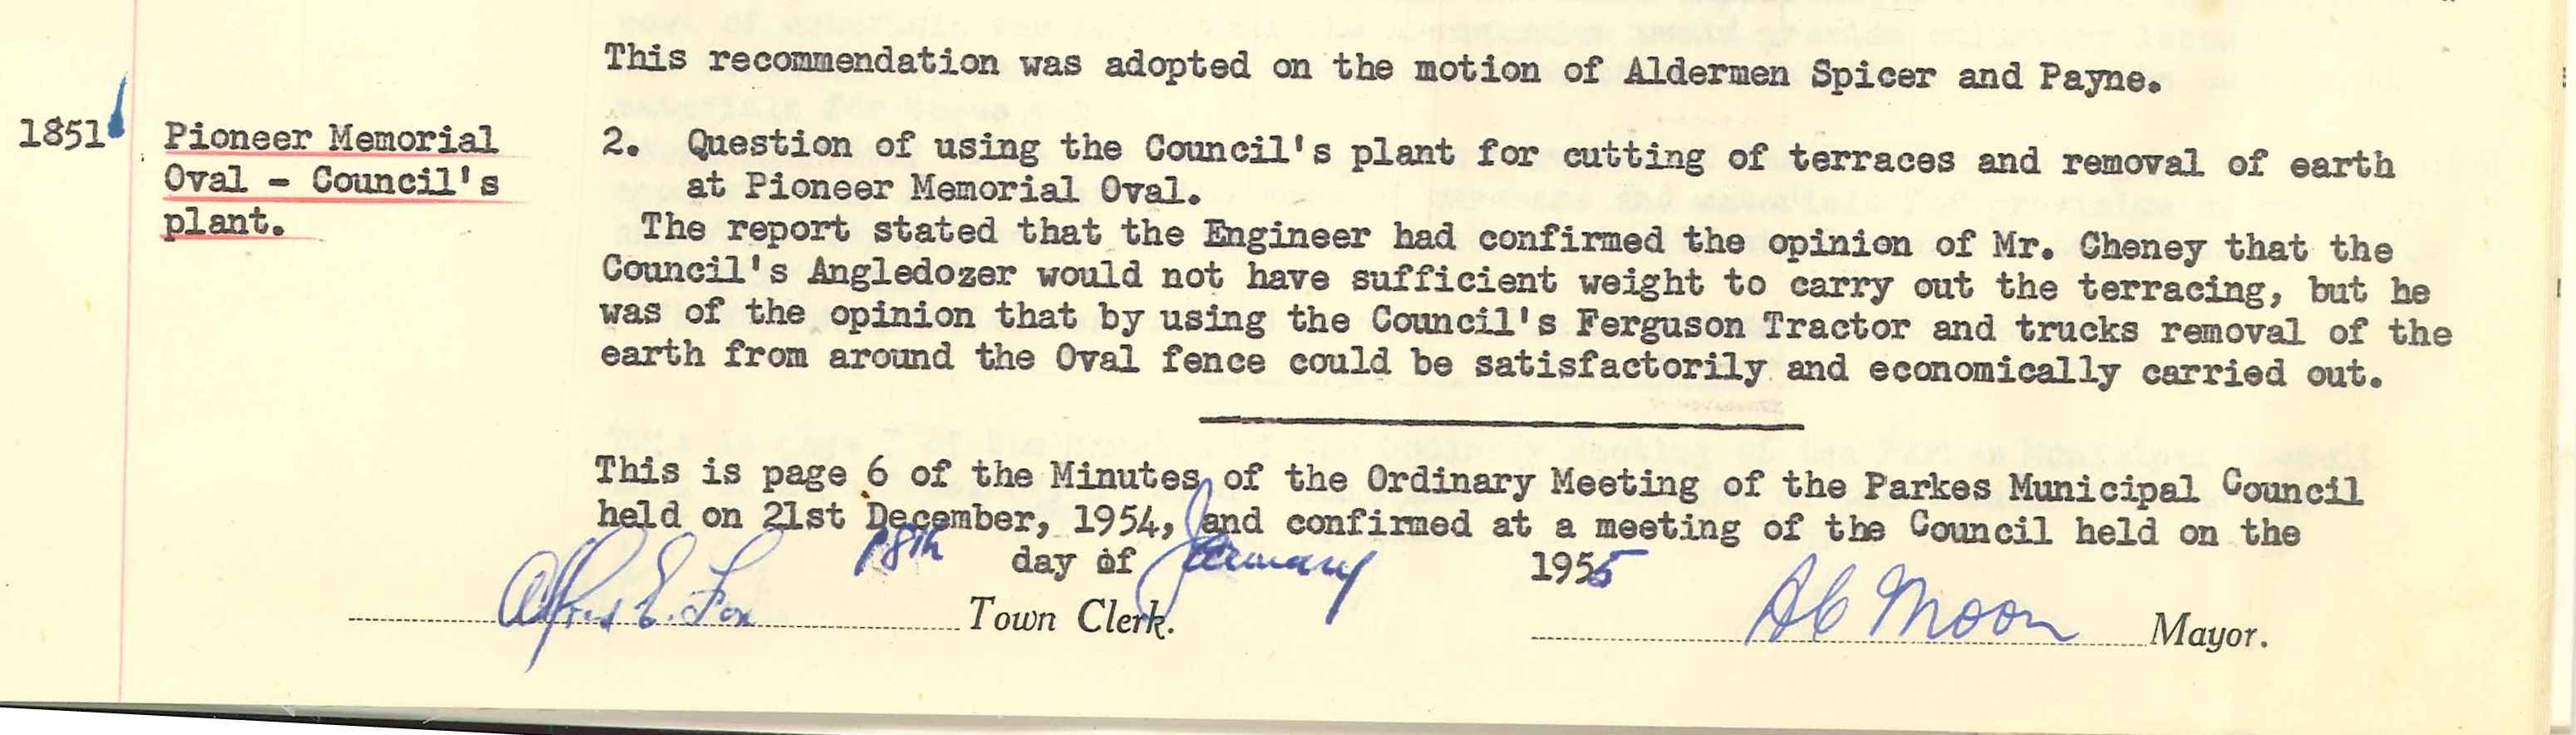 This recommendation was adopted on the motion of Aldermen Spicer and Payne.
1851
Pioneer Memorial
Oval - Council's
plant.
2. Question of using the Council's plant for cutting of terraces and removal of earth
at Pioneer Memorial Oval.
The report stated that the Engineer had confirmed the opinion of Mr. Cheney that the
Council's Angledozer would not have sufficient weight to carry out the terracing, but he
was of the opinion that by using the Council's Ferguson Tractor and trucks removal of the
earth from around the Oval fence could be satisfactorily and economically carried out.
This is page 6 of the Minutes of the Ordinary Meeting of the Parkes Municipal Council
held on 21st December, 1954, and confirmed at a meeting of the Council held on the
18th day of January 1955
Alfred E. Fox Town Clerk. Moon Mayor.